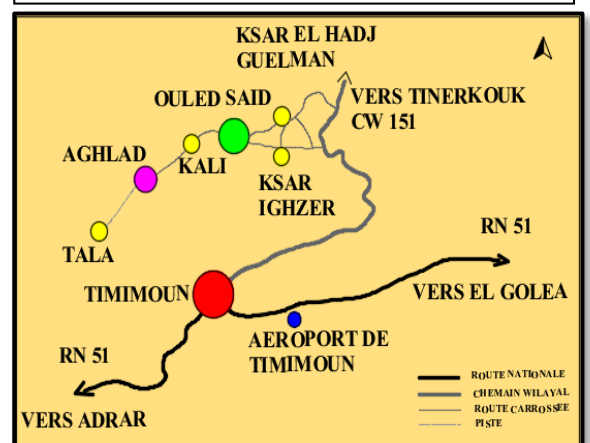 KSAR EL HADJ
GUELMAN
OULED SAID
VERS TINERKOUK
CW 151
AGHLAD
KALI
KSAR
IGHZER
TALA
RN 51
TIMIMOUN
VERS EL GOLEA
AEROPORT DE
TIMIMOUN
RN 51
VERS ADRAR
ROUTE NATIONALE
CHEMAIN WILAYAL
ROUTE CARROSSEE
PISTE